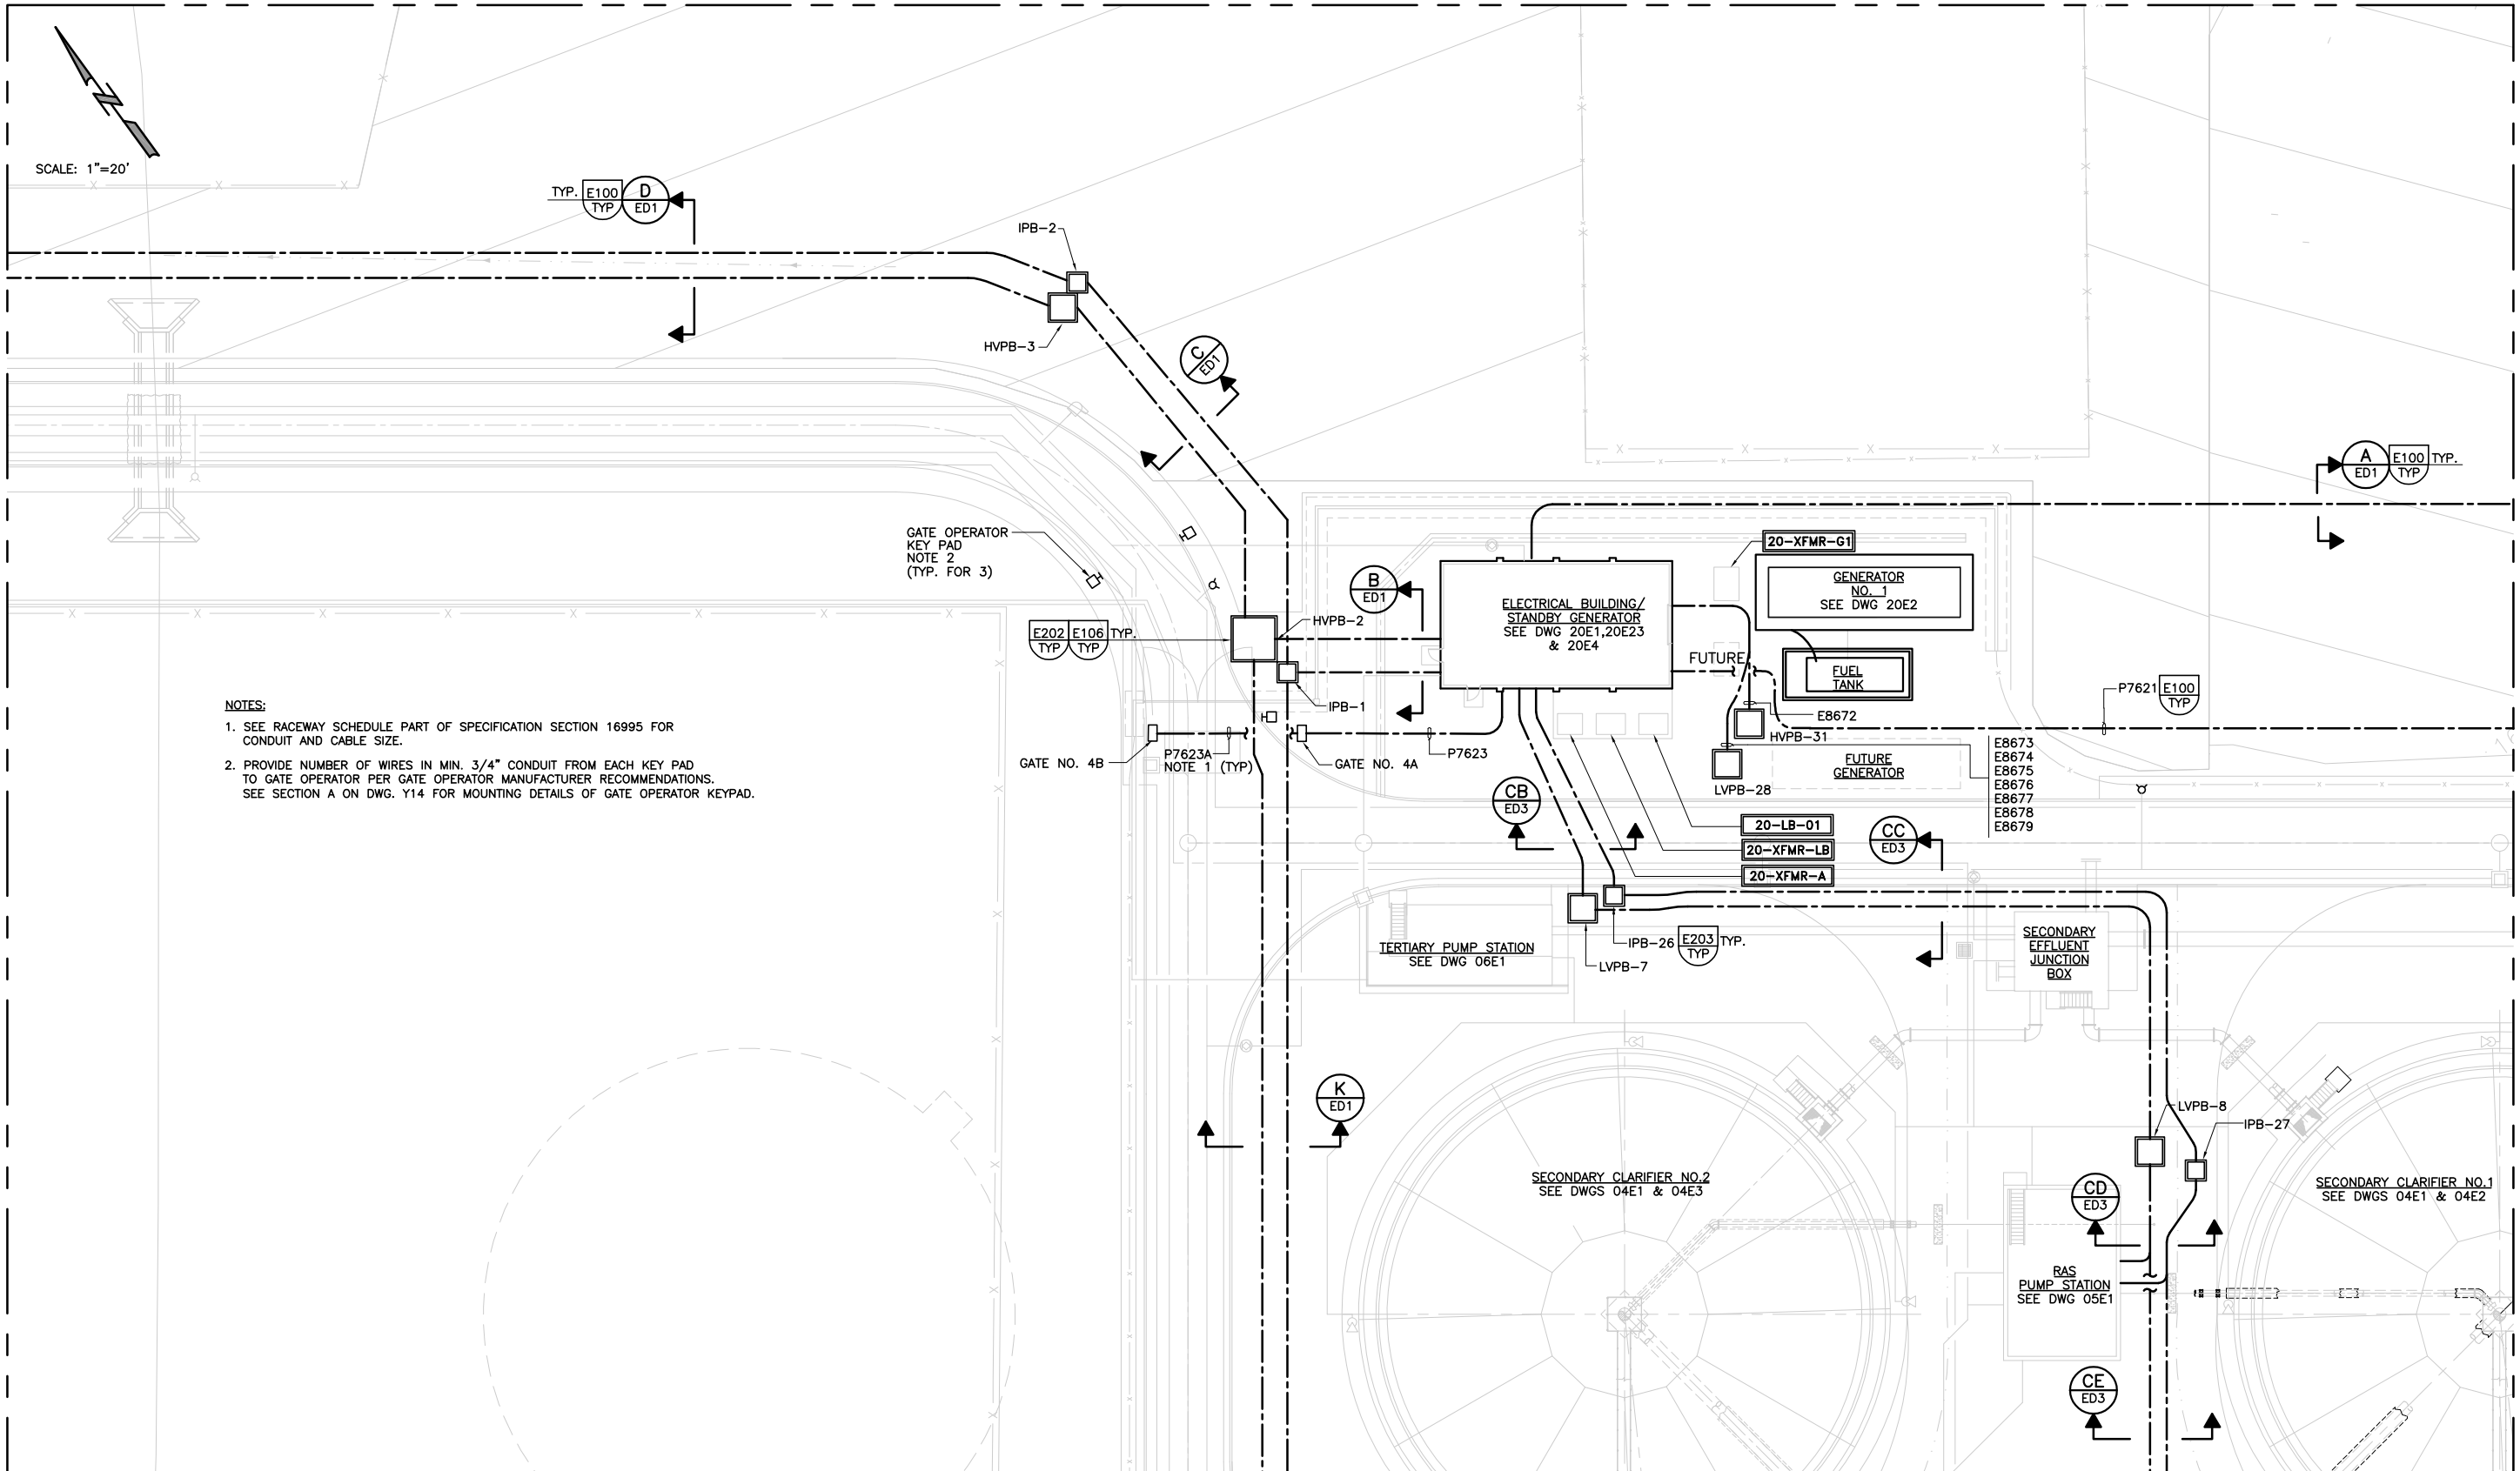 SCALE: 1"=20'
TYP. E100 TYP
D ED1
IPB-2
HVPB-3
C ED1
A ED1
E100 TYP TYP.
GATE OPERATOR
KEY PAD
NOTE 2
(TYP. FOR 3)
20-XFMR-G1
B ED1
GENERATOR
NO. 1
SEE DWG 20E2
ELECTRICAL BUILDING/
STANDBY GENERATOR
SEE DWG 20E1,20E23
& 20E4
HVPB-2
E202 TYP
E106 TYP TYP.
FUTURE
FUEL
TANK
P7621 E100 TYP
NOTES:
1. SEE RACEWAY SCHEDULE PART OF SPECIFICATION SECTION 16995 FOR
CONDUIT AND CABLE SIZE.
2. PROVIDE NUMBER OF WIRES IN MIN. 3/4" CONDUIT FROM EACH KEY PAD
TO GATE OPERATOR PER GATE OPERATOR MANUFACTURER RECOMMENDATIONS.
SEE SECTION A ON DWG. Y14 FOR MOUNTING DETAILS OF GATE OPERATOR KEYPAD.
IPB-1
E8672
HVPB-31
P7623A
NOTE 1 (TYP)
P7623
GATE NO. 4B
GATE NO. 4A
E8673
E8674
E8675
E8676
E8677
E8678
E8679
FUTURE
GENERATOR
LVPB-28
CB ED3
20-LB-01
20-XFMR-LB
20-XFMR-A
CC ED3
TERTIARY PUMP STATION
SEE DWG 06E1
IPB-26 E203 TYP TYP.
LVPB-7
SECONDARY
EFFLUENT
JUNCTION
BOX
K ED1
LVPB-8
IPB-27
SECONDARY CLARIFIER NO.2
SEE DWGS 04E1 & 04E3
CD ED3
SECONDARY CLARIFIER NO.1
SEE DWGS 04E1 & 04E2
RAS
PUMP STATION
SEE DWG 05E1
CE ED3